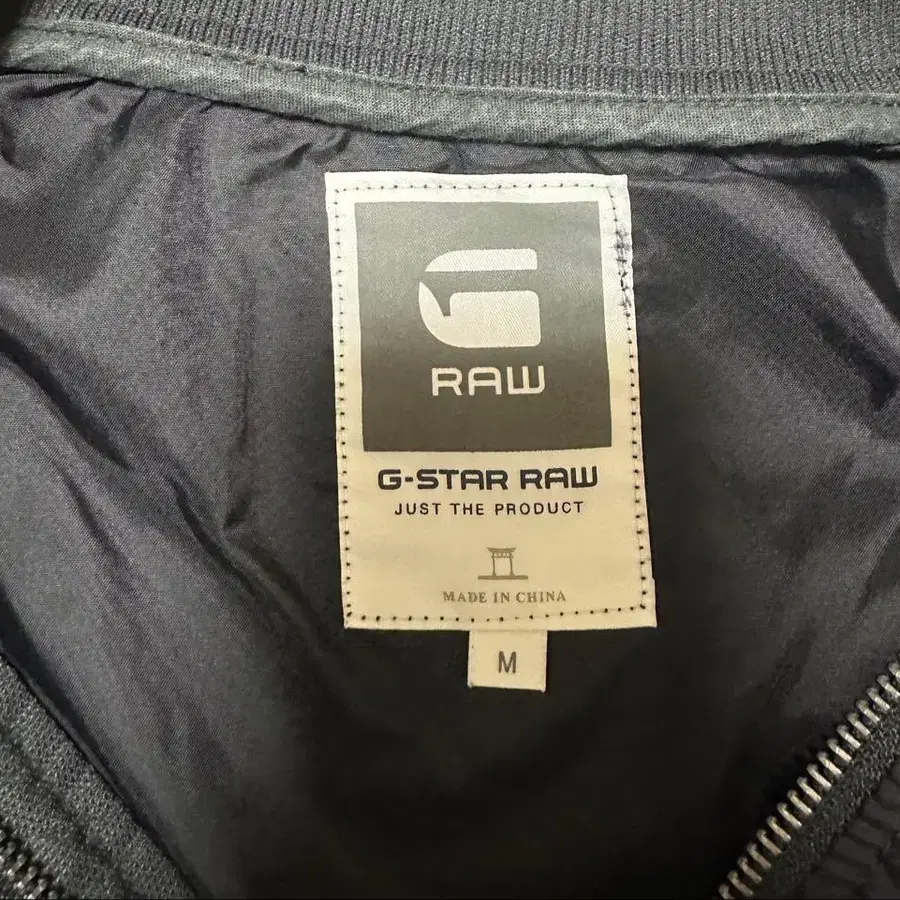 RAW
G-STAR RAW
JUST THE PRODUCT
MADE IN CHINA
M